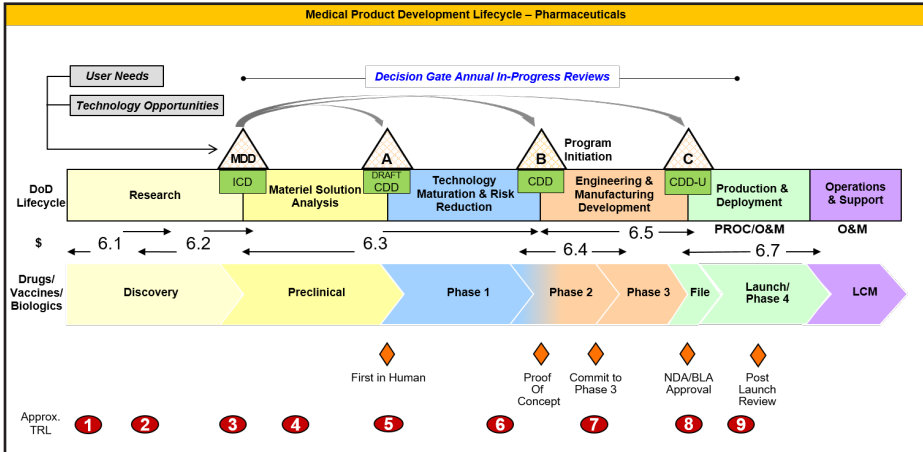 Medical Product Development Lifecycle – Pharmaceuticals
User Needs
Technology Opportunities
Decision Gate Annual In-Progress Reviews
MDD
A
B
C
Program
Initiation
ICD
DRAFT
CDD
CDD
CDD-U
DoD
Lifecycle
Research
Materiel Solution
Analysis
Technology
Maturation & Risk
Reduction
Engineering &
Manufacturing
Development
Production &
Deployment
Operations
& Support
PROC/O&M
O&M
$
6.1
6.2
6.3
6.4
6.5
6.7
Drugs/
Vaccines/
Biologics
Discovery
Preclinical
Phase 1
Phase 2
Phase 3
File
Launch/
Phase 4
LCM
First in Human
Proof
Of
Concept
Commit to
Phase 3
NDA/BLA
Approval
Post
Launch
Review
Approx.
TRL
1
2
3
4
5
6
7
8
9